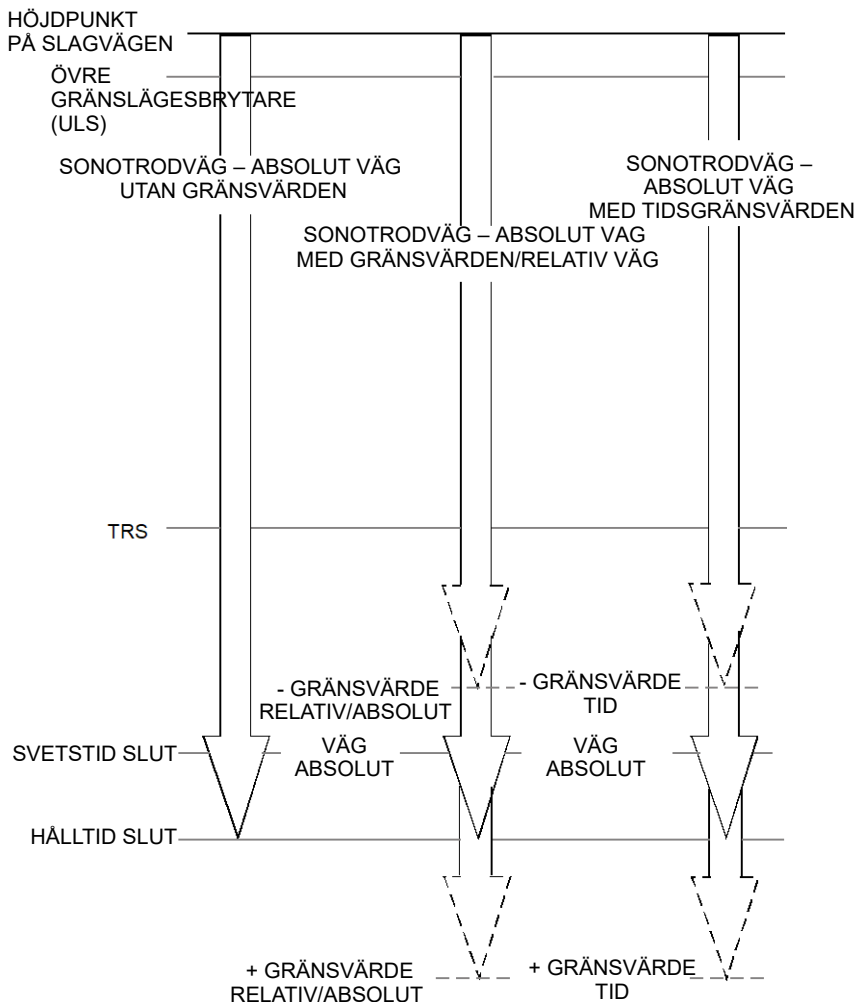 HÖJDPUNKT
PÅ SLAGVÄGEN
ÖVRE
GRÄNSLÄGESBRYTARE
(ULS)
SONOTRODVÄG – ABSOLUT VÄG
UTAN GRÄNSVÄRDEN
SONOTRODVÄG – ABSOLUT VAG
MED GRÄNSVÄRDEN/RELATIV VÄG
SONOTRODVÄG –
ABSOLUT VÄG
MED TIDSGRÄNSVÄRDEN
TRS
- GRÄNSVÄRDE
RELATIV/ABSOLUT
- GRÄNSVÄRDE
TID
SVETSTID SLUT
VÄG
ABSOLUT
VÄG
ABSOLUT
HÅLLTID SLUT
+ GRÄNSVÄRDE
RELATIV/ABSOLUT
+ GRÄNSVÄRDE
TID